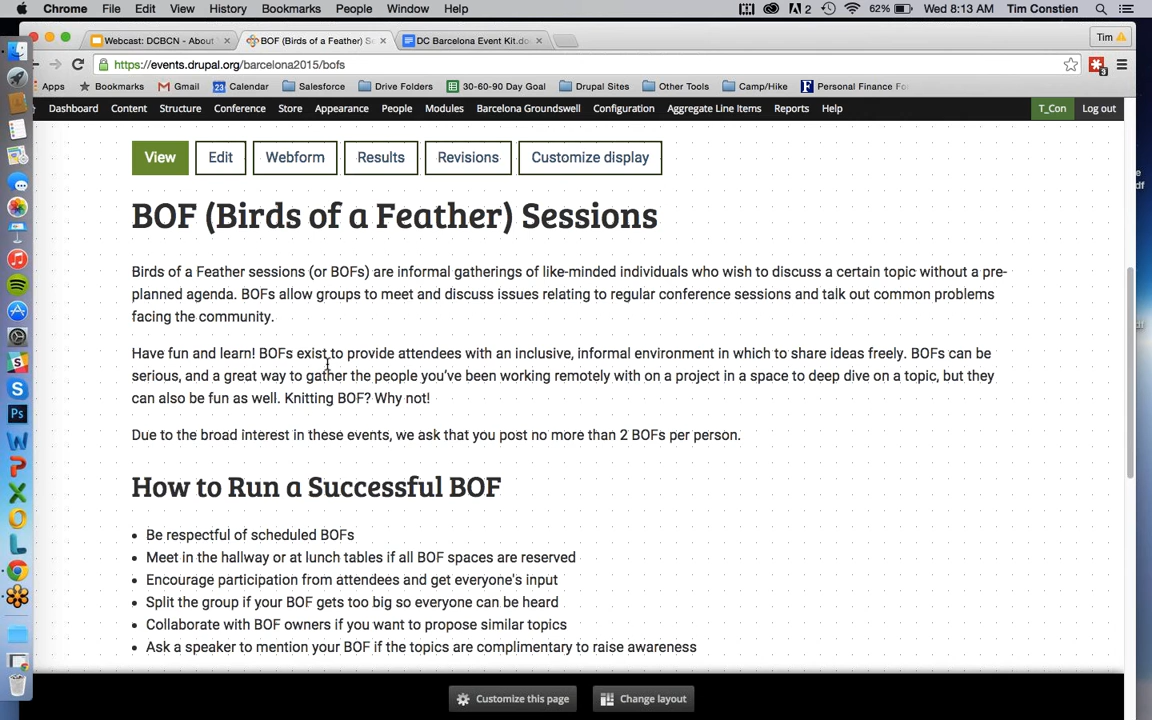 Chrome File Edit View History Bookmarks People Window Help 2 62% Wed 8:13 AM Tim Constien
Webcast: DCBCN - About BOF (Birds of a Feather) Se DC Barcelona Event Kit.do Tim
https://events.drupal.org/barcelona2015/bofs 3
Apps Bookmarks Gmail 23 Calendar Salesforce Drive Folders 30-60-90 Day Goal Drupal Sites Other Tools Camp/Hike Personal Finance Fo
Dashboard Content Structure Conference Store Appearance People Modules Barcelona Groundswell Configuration Aggregate Line Items Reports Help T_Con Log out
View Edit Webform Results Revisions Customize display
BOF (Birds of a Feather) Sessions
Birds of a Feather sessions (or BOFs) are informal gatherings of like-minded individuals who wish to discuss a certain topic without a pre-
planned agenda. BOFs allow groups to meet and discuss issues relating to regular conference sessions and talk out common problems
facing the community.
Have fun and learn! BOFs exist to provide attendees with an inclusive, informal environment in which to share ideas freely. BOFs can be
serious, and a great way to gather the people you've been working remotely with on a project in a space to deep dive on a topic, but they
can also be fun as well. Knitting BOF? Why not!
Due to the broad interest in these events, we ask that you post no more than 2 BOFs per person.
How to Run a Successful BOF
• Be respectful of scheduled BOFs
• Meet in the hallway or at lunch tables if all BOF spaces are reserved
• Encourage participation from attendees and get everyone's input
• Split the group if your BOF gets too big so everyone can be heard
• Collaborate with BOF owners if you want to propose similar topics
• Ask a speaker to mention your BOF if the topics are complimentary to raise awareness
Customize this page Change layout